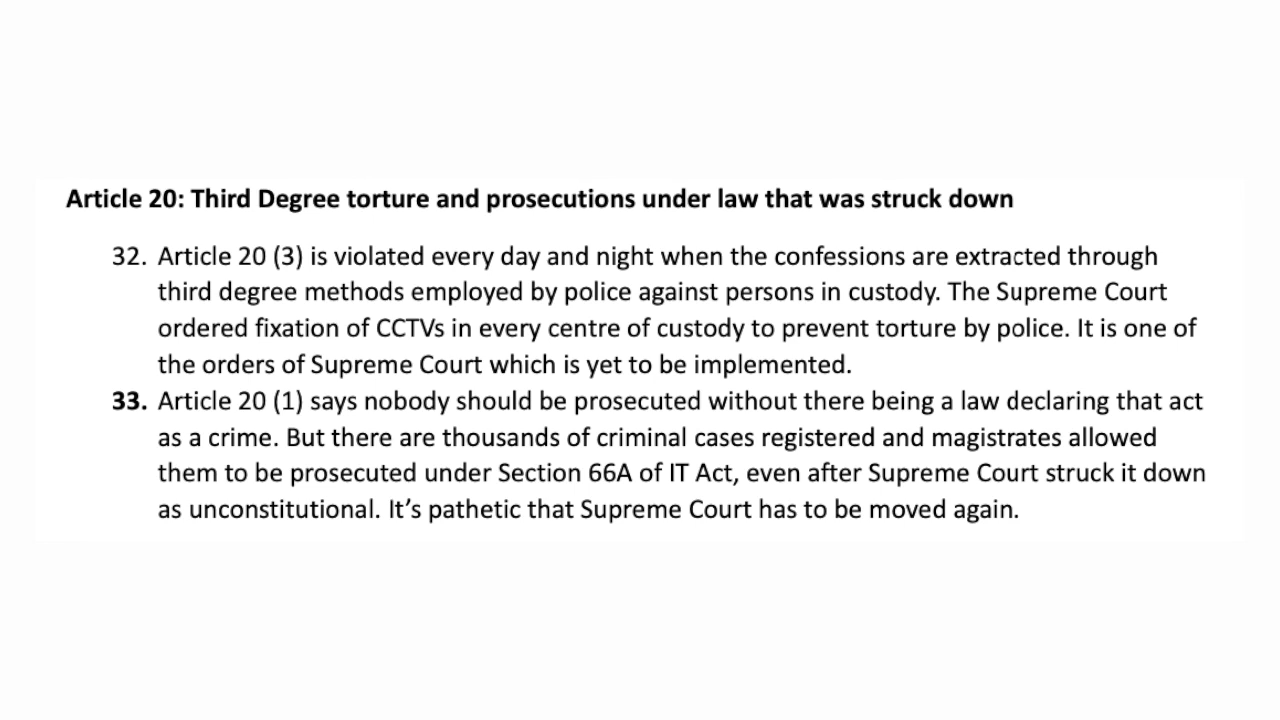 Article 20: Third Degree torture and prosecutions under law that was struck down
32. Article 20 (3) is violated every day and night when the confessions are extracted through
third degree methods employed by police against persons in custody. The Supreme Court
ordered fixation of CCTVs in every centre of custody to prevent torture by police. It is one of
the orders of Supreme Court which is yet to be implemented.
33. Article 20 (1) says nobody should be prosecuted without there being a law declaring that act
as a crime. But there are thousands of criminal cases registered and magistrates allowed
them to be prosecuted under Section 66A of IT Act, even after Supreme Court struck it down
as unconstitutional. It’s pathetic that Supreme Court has to be moved again.